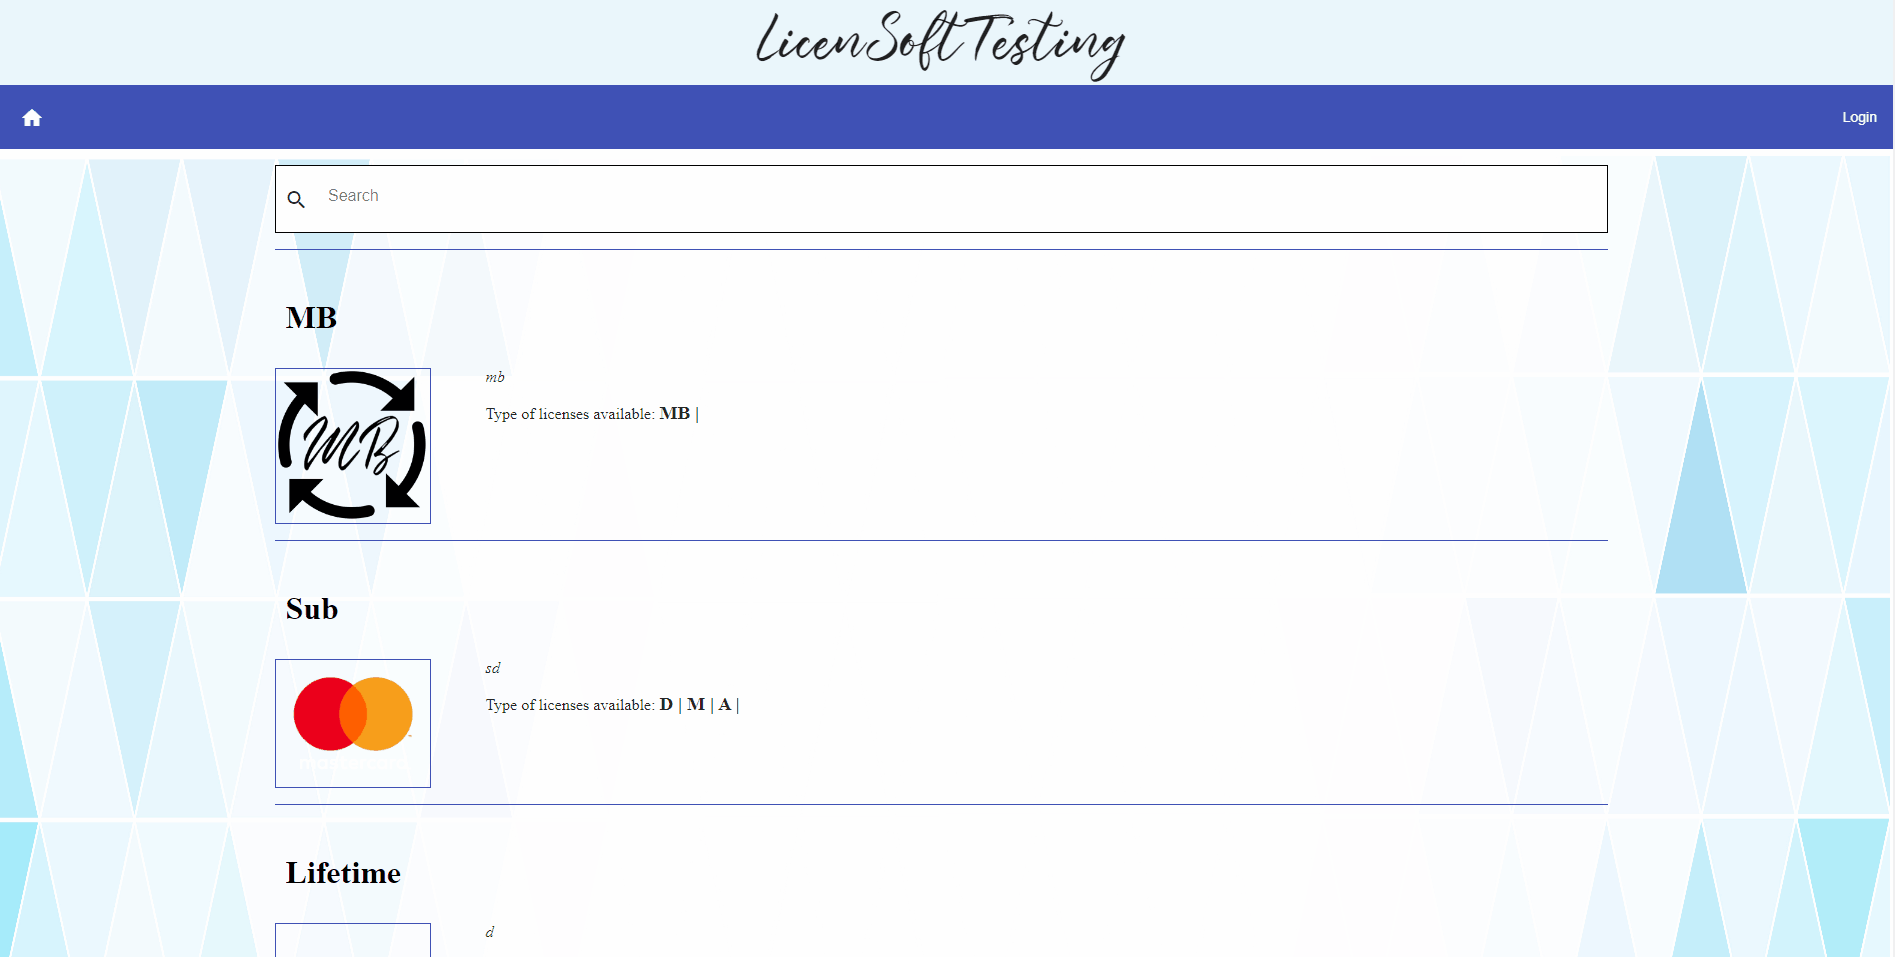 LicenSoftTesting
Login
Search
MB
MB
mb
Type of licenses available: MB |
Sub
sd
Type of licenses available: D | M | A |
Lifetime
d